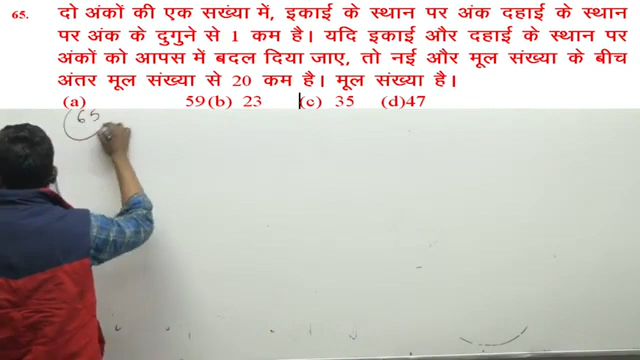 65. दो अंकों की एक सख्ंया में, इकाई के स्थान पर अंक दहाई के स्थान
पर अंक के दुगुने से 1 कम है। यदि इकाई और दहाई के स्थान पर
अंकों को आपस में बदल दिया जाए, तो नई और मूल संख्या के बीच
अंतर मूल संख्या से 20 कम है। मूल संख्या है।
(a) 59 (b) 23 (c) 35 (d) 47
65